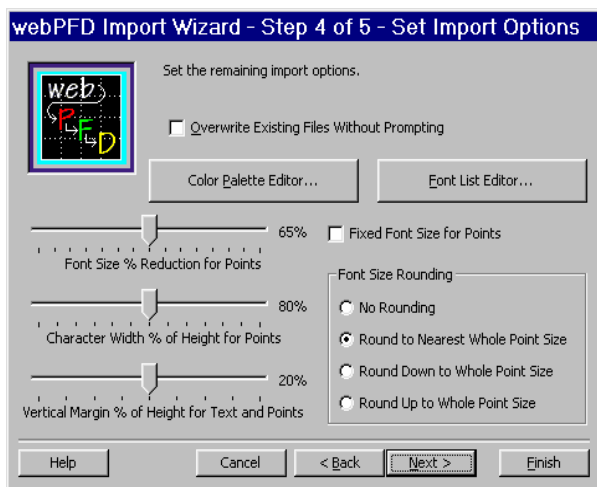 webPFD Import Wizard - Step 4 of 5 - Set Import Options
web
P
F
D
Set the remaining import options.
Overwrite Existing Files Without Prompting
Color Palette Editor...
Font List Editor...
65%
Font Size % Reduction for Points
80%
Character Width % of Height for Points
20%
Vertical Margin % of Height for Text and Points
Fixed Font Size for Points
Font Size Rounding
No Rounding
Round to Nearest Whole Point Size
Round Down to Whole Point Size
Round Up to Whole Point Size
Help
Cancel
< Back
Next >
Finish